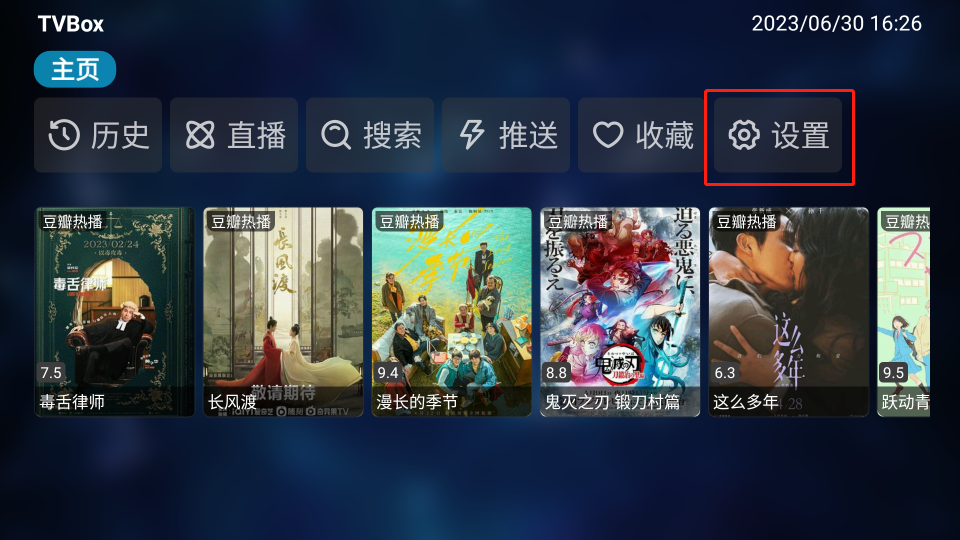 TVBox
2023/06/30 16:26
主页
历史
直播
搜索
推送
收藏
设置
豆瓣热播
豆瓣热播
豆瓣热播
豆瓣热播
豆瓣热播
豆瓣热
2023/02/24
毒舌律师
长风渡
敬请期待
漫长的季节
迫る悪鬼に、
を振るえ
鬼滅の刃
这么多年
4.28
7.5
9.4
8.8
6.3
9.5
毒舌律师
长风渡
漫长的季节
鬼灭之刃 锻刀村篇
这么多年
跃动青